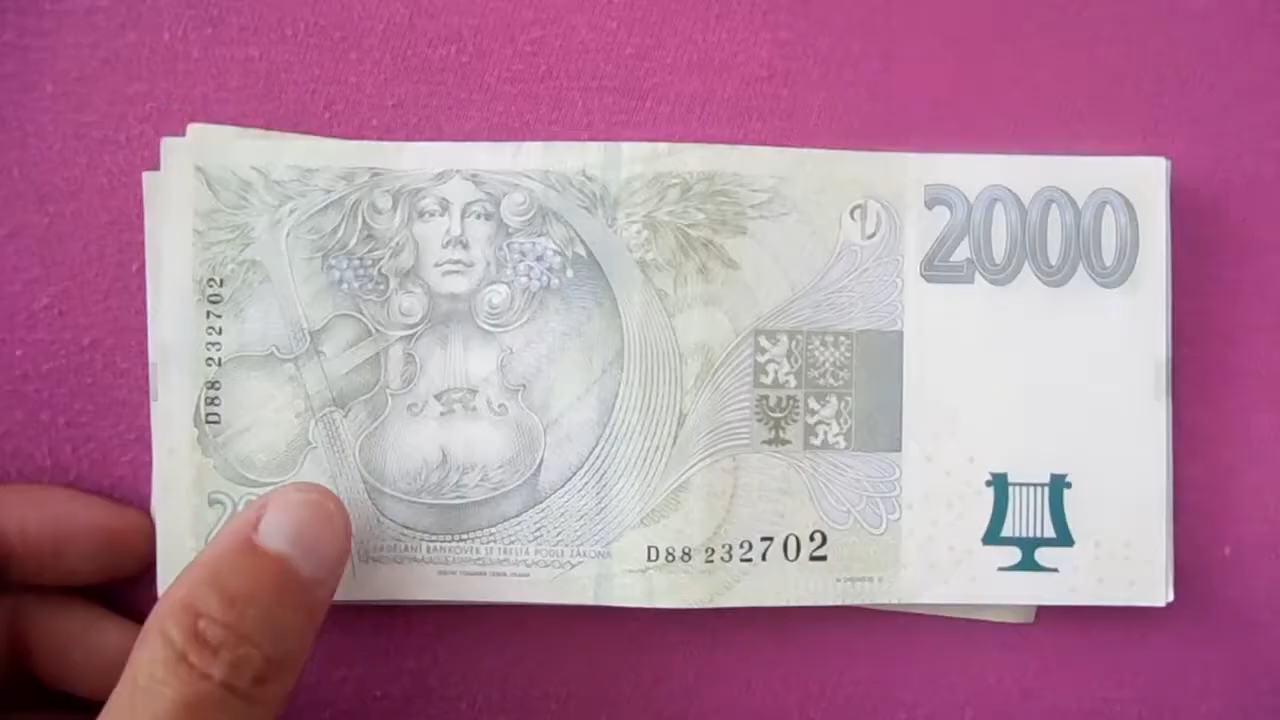 2000
D88 232702
PADĚLÁNÍ BANKOVEK SE TRESTÁ PODLE ZÁKONA
D88 232702